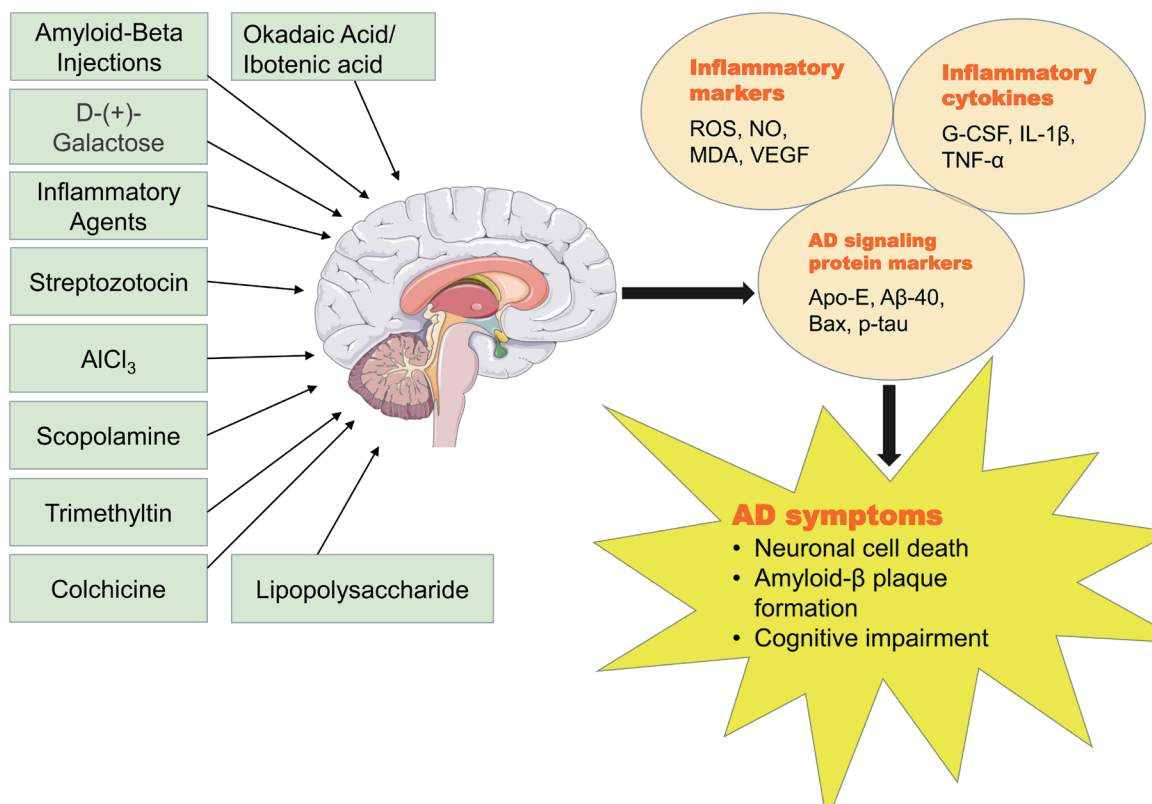 Amyloid-Beta
Injections
Okadaic Acid/
Ibotenic acid
D-(+)-
Galactose
Inflammatory
Agents
Streptozotocin
AlCl₃
Scopolamine
Trimethyltin
Colchicine
Lipopolysaccharide
Inflammatory
markers
ROS, NO,
MDA, VEGF
Inflammatory
cytokines
G-CSF, IL-1β,
TNF-α
AD signaling
protein markers
Apo-E, Aβ-40,
Bax, p-tau
AD symptoms
• Neuronal cell death
• Amyloid-β plaque
formation
• Cognitive impairment